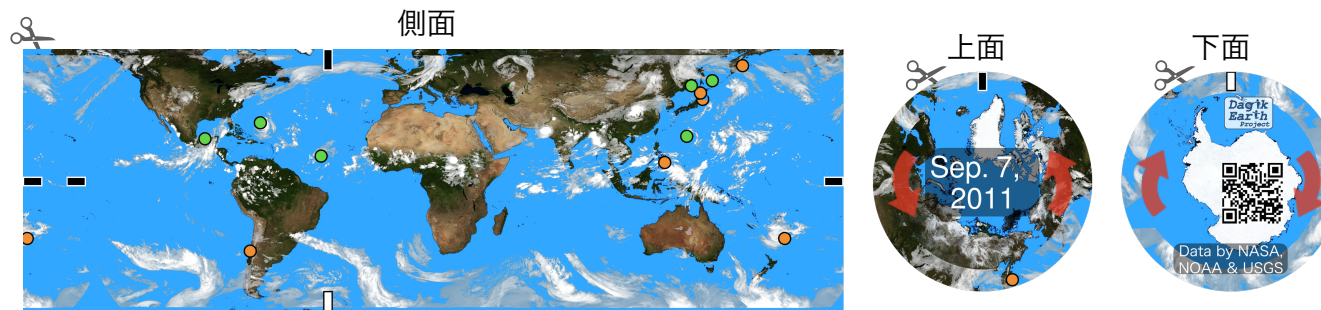 側面
上面
下面
Sep. 7,
2011
Dagik
Earth
Project
Data by NASA,
NOAA & USGS